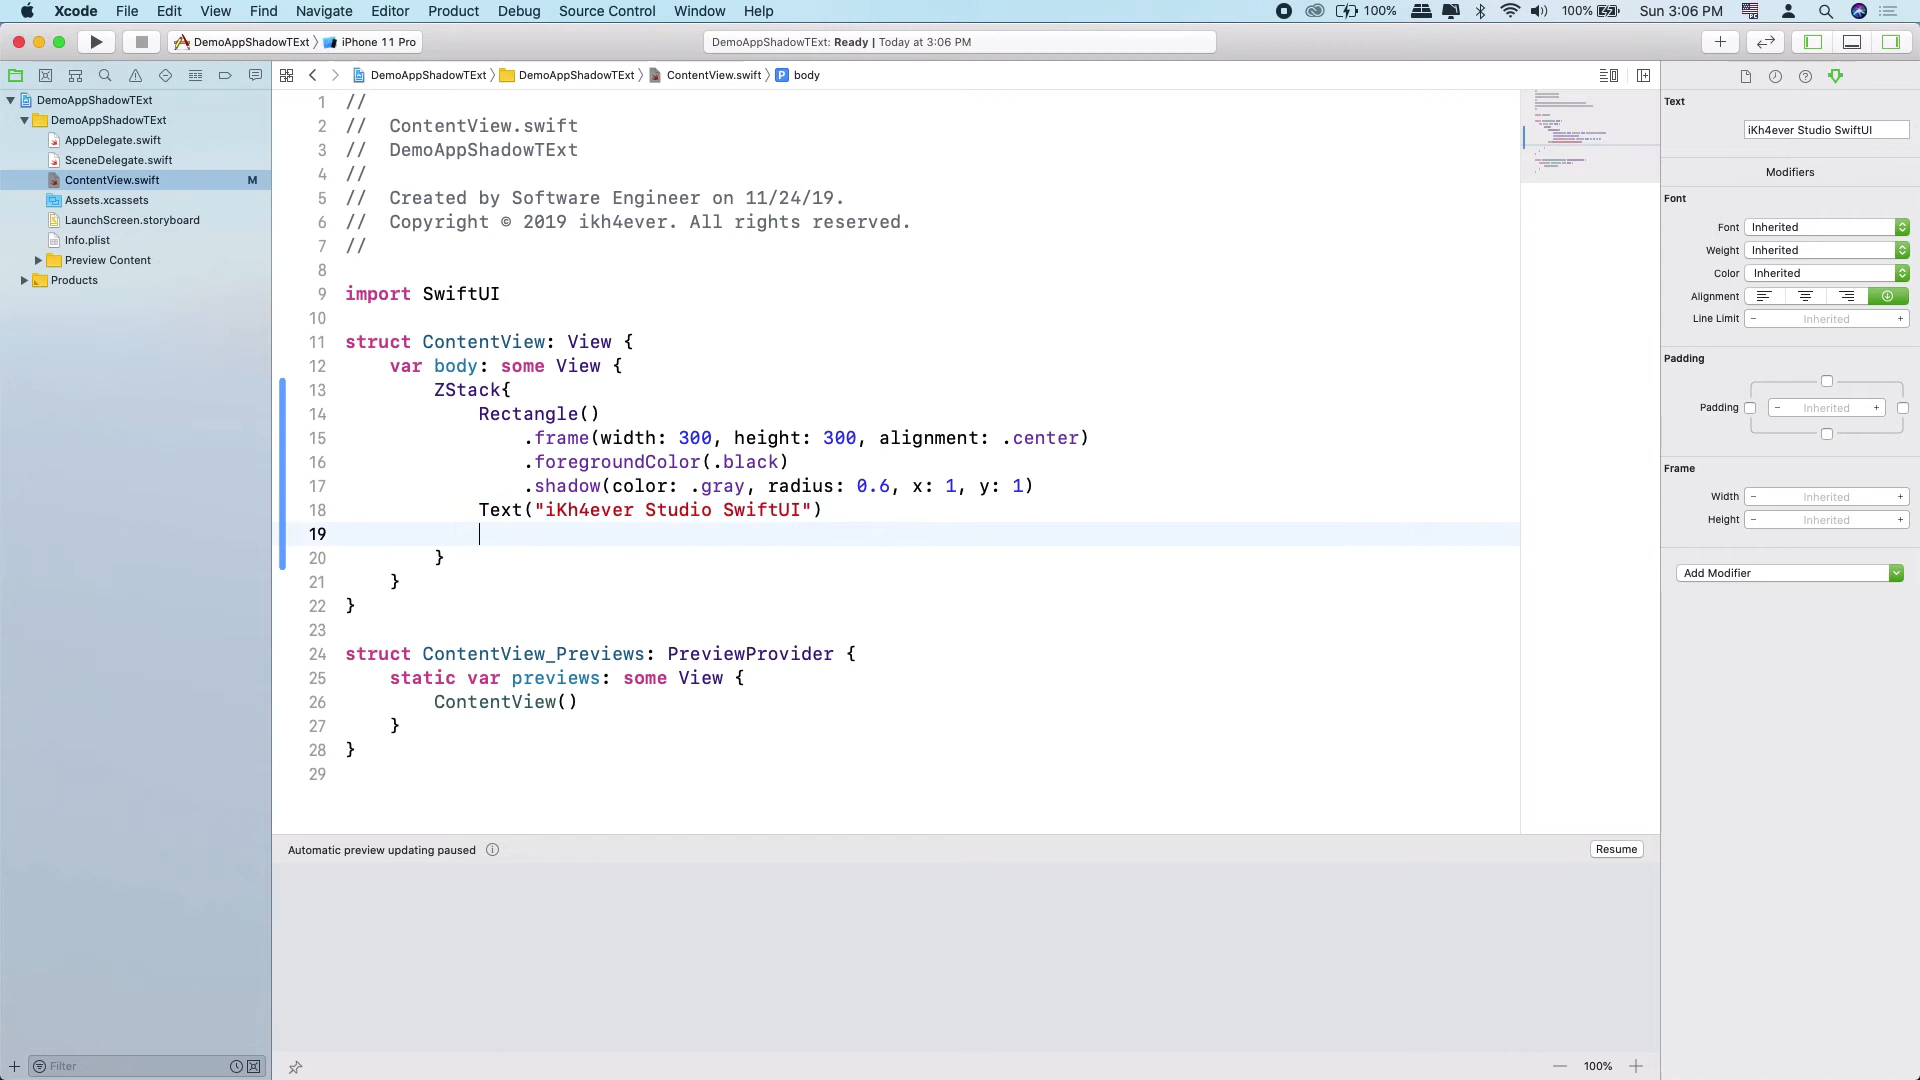 Xcode File Edit View Find Navigate Editor Product Debug Source Control Window Help 100% 100% Sun 3:06 PM
DemoAppShadowTExt iPhone 11 Pro DemoAppShadowTExt: Ready | Today at 3:06 PM
DemoAppShadowTExt DemoAppShadowTExt ContentView.swift P body
DemoAppShadowTExt
DemoAppShadowTExt
AppDelegate.swift
SceneDelegate.swift
ContentView.swift M
Assets.xcassets
LaunchScreen.storyboard
Info.plist
Preview Content
Products
Filter
1 //
2 //  ContentView.swift
3 //  DemoAppShadowTExt
4 //
5 //  Created by Software Engineer on 11/24/19.
6 //  Copyright © 2019 ikh4ever. All rights reserved.
7 //
8
9 import SwiftUI
10
11 struct ContentView: View {
12     var body: some View {
13         ZStack{
14             Rectangle()
15                 .frame(width: 300, height: 300, alignment: .center)
16                 .foregroundColor(.black)
17                 .shadow(color: .gray, radius: 0.6, x: 1, y: 1)
18             Text("iKh4ever Studio SwiftUI")
19
20         }
21     }
22 }
23
24 struct ContentView_Previews: PreviewProvider {
25     static var previews: some View {
26         ContentView()
27     }
28 }
29
Automatic preview updating paused Resume
100%
Text
iKh4ever Studio SwiftUI
Modifiers
Font
Font Inherited
Weight Inherited
Color Inherited
Alignment
Line Limit − Inherited +
Padding
Padding − Inherited +
Frame
Width − Inherited +
Height − Inherited +
Add Modifier